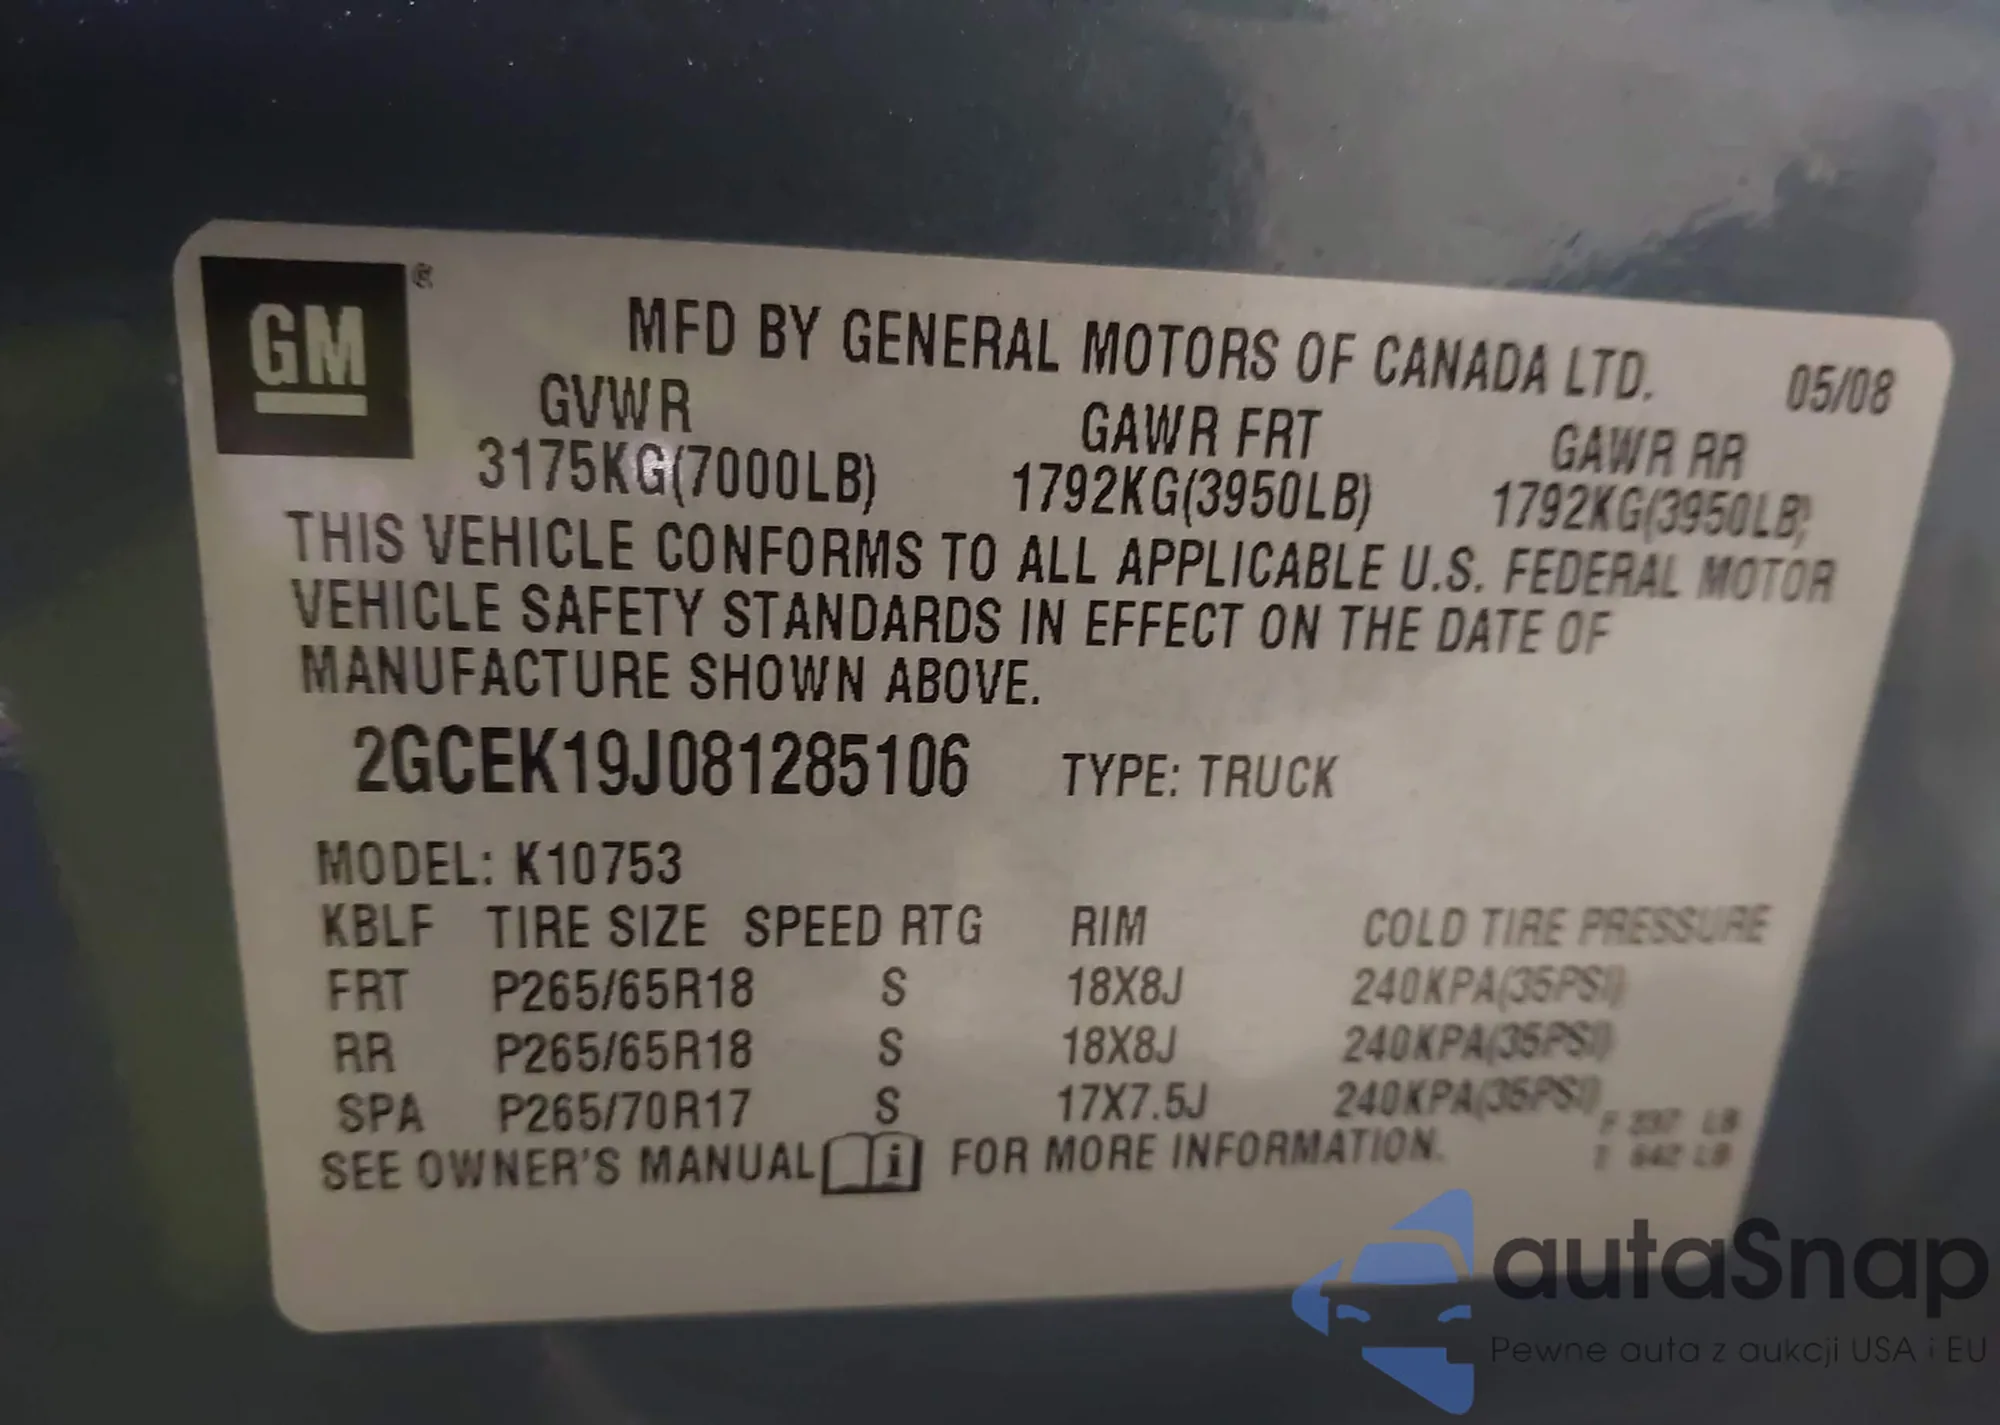 GM ®
MFD BY GENERAL MOTORS OF CANADA LTD. 05/08
GVWR GAWR FRT GAWR RR
3175KG(7000LB) 1792KG(3950LB) 1792KG(3950LB)
THIS VEHICLE CONFORMS TO ALL APPLICABLE U.S. FEDERAL MOTOR
VEHICLE SAFETY STANDARDS IN EFFECT ON THE DATE OF
MANUFACTURE SHOWN ABOVE.
2GCEK19J081285106 TYPE: TRUCK
MODEL: K10753
KBLF TIRE SIZE SPEED RTG RIM COLD TIRE PRESSURE
FRT P265/65R18 S 18X8J 240KPA(35PSI)
RR P265/65R18 S 18X8J 240KPA(35PSI)
SPA P265/70R17 S 17X7.5J 240KPA(35PSI)
LB
SEE OWNER'S MANUAL i FOR MORE INFORMATION. 642 LB
autaSnap
Pewne auta z aukcji USA i EU